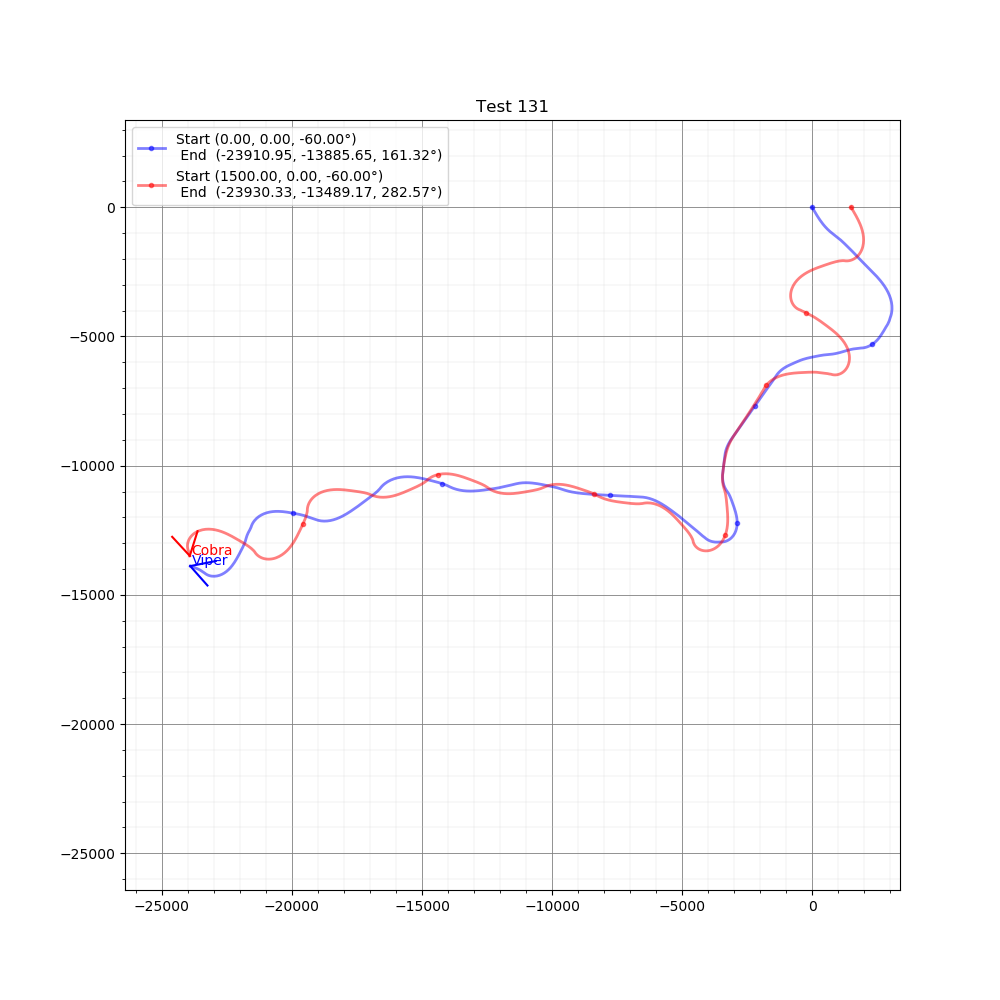 Test 131
Start (0.00, 0.00, -60.00°)
End (-23910.95, -13885.65, 161.32°)
Start (1500.00, 0.00, -60.00°)
End (-23930.33, -13489.17, 282.57°)
0
−5000
−10000
−15000
−20000
−25000
Cobra
Viper
−25000
−20000
−15000
−10000
−5000
0